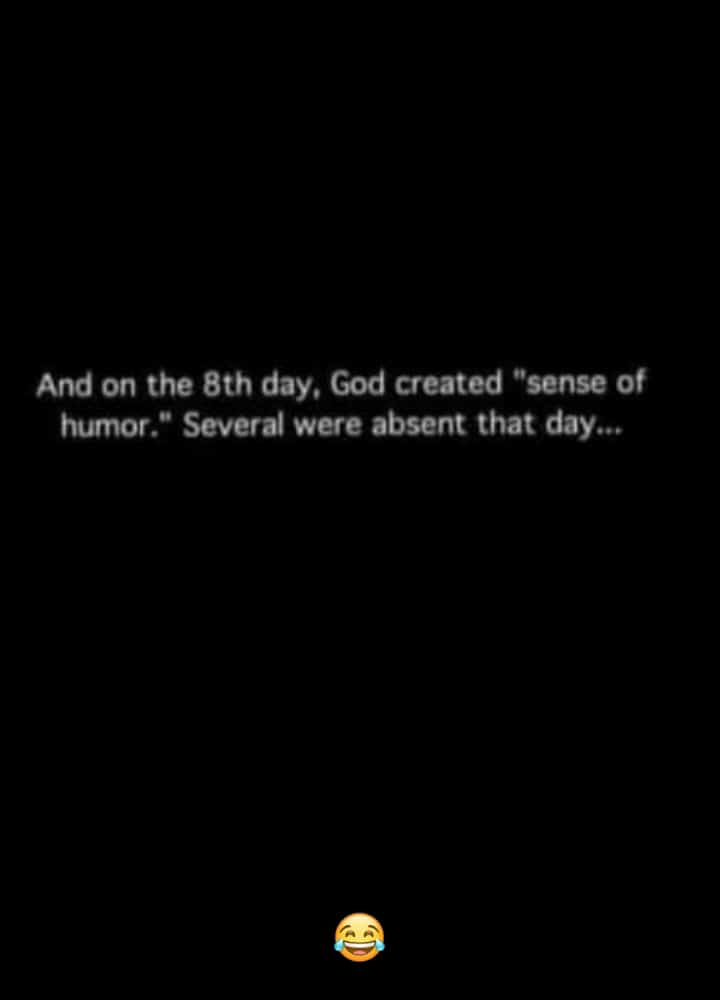 And on the 8th day, God created "sense of
humor." Several were absent that day...